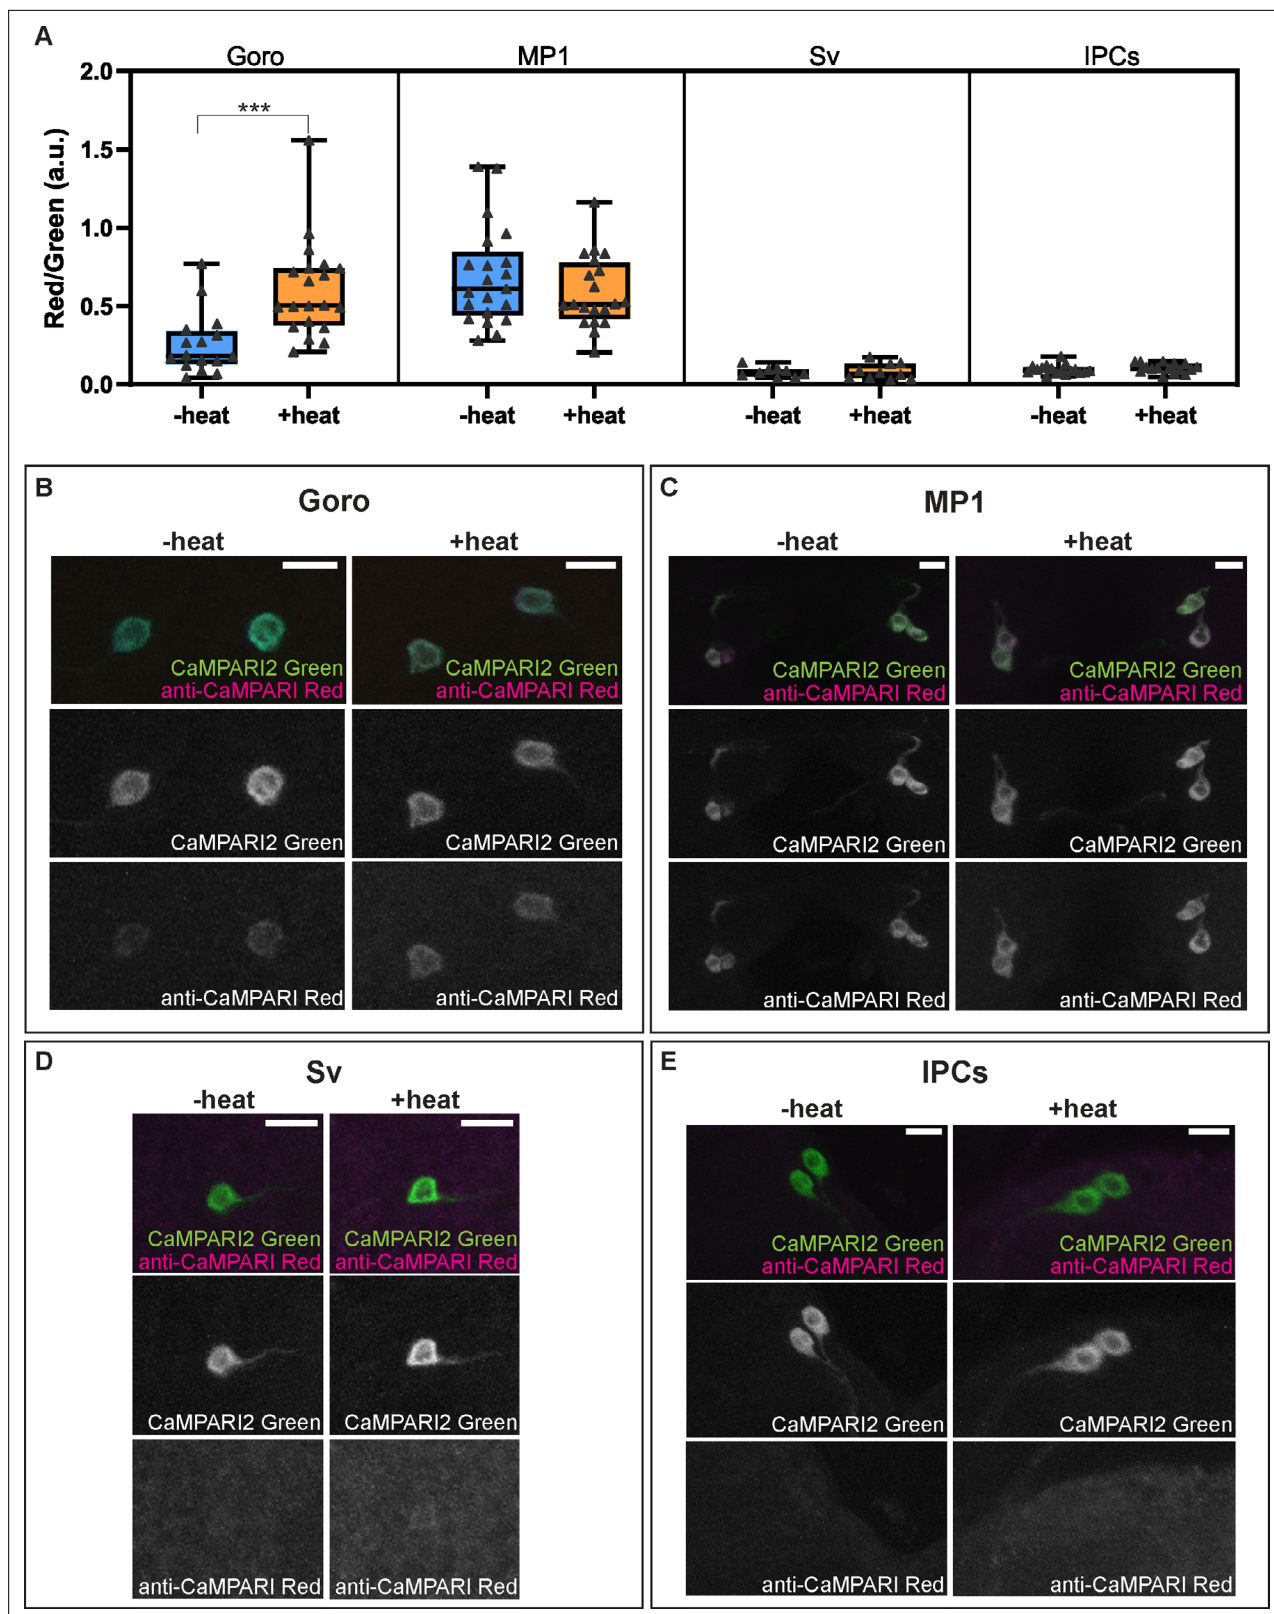 A
Goro
MP1
Sv
IPCs
2.0
1.5
1.0
0.5
0.0
Red/Green (a.u.)
***
-heat
+heat
-heat
+heat
-heat
+heat
-heat
+heat
B
Goro
-heat
+heat
CaMPARI2 Green
anti-CaMPARI Red
CaMPARI2 Green
anti-CaMPARI Red
CaMPARI2 Green
CaMPARI2 Green
anti-CaMPARI Red
anti-CaMPARI Red
C
MP1
-heat
+heat
CaMPARI2 Green
anti-CaMPARI Red
CaMPARI2 Green
anti-CaMPARI Red
CaMPARI2 Green
CaMPARI2 Green
anti-CaMPARI Red
anti-CaMPARI Red
D
Sv
-heat
+heat
CaMPARI2 Green
anti-CaMPARI Red
CaMPARI2 Green
anti-CaMPARI Red
CaMPARI2 Green
CaMPARI2 Green
anti-CaMPARI Red
anti-CaMPARI Red
E
IPCs
-heat
+heat
CaMPARI2 Green
anti-CaMPARI Red
CaMPARI2 Green
anti-CaMPARI Red
CaMPARI2 Green
CaMPARI2 Green
anti-CaMPARI Red
anti-CaMPARI Red